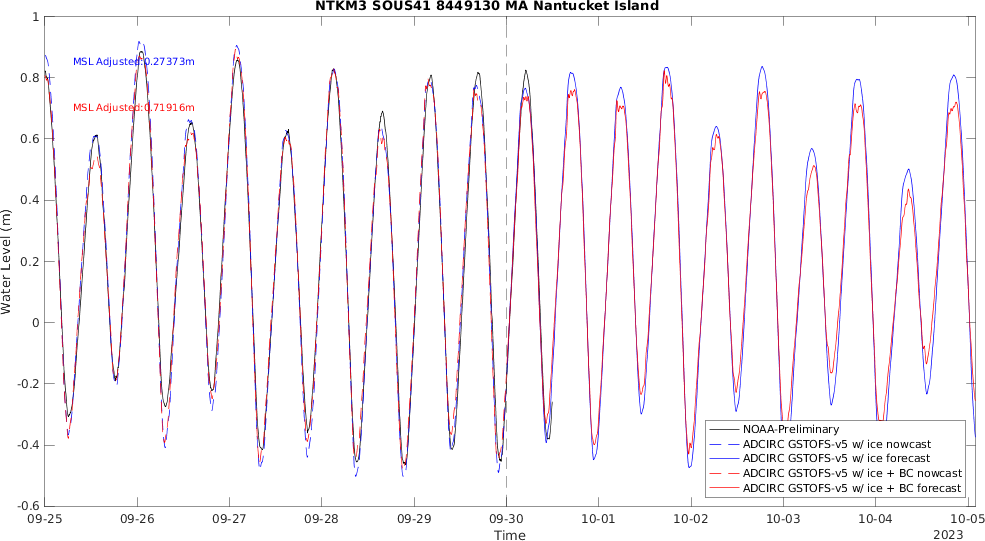 NTKM3 SOUS41 8449130 MA Nantucket Island
1
0.8
0.6
0.4
0.2
0
-0.2
-0.4
-0.6
Water Level (m)
MSL Adjusted:0.27373m
MSL Adjusted:0.71916m
NOAA-Preliminary
ADCIRC GSTOFS-v5 w/ ice nowcast
ADCIRC GSTOFS-v5 w/ ice forecast
ADCIRC GSTOFS-v5 w/ ice + BC nowcast
ADCIRC GSTOFS-v5 w/ ice + BC forecast
09-25 09-26 09-27 09-28 09-29 09-30 10-01 10-02 10-03 10-04 10-05
Time
2023